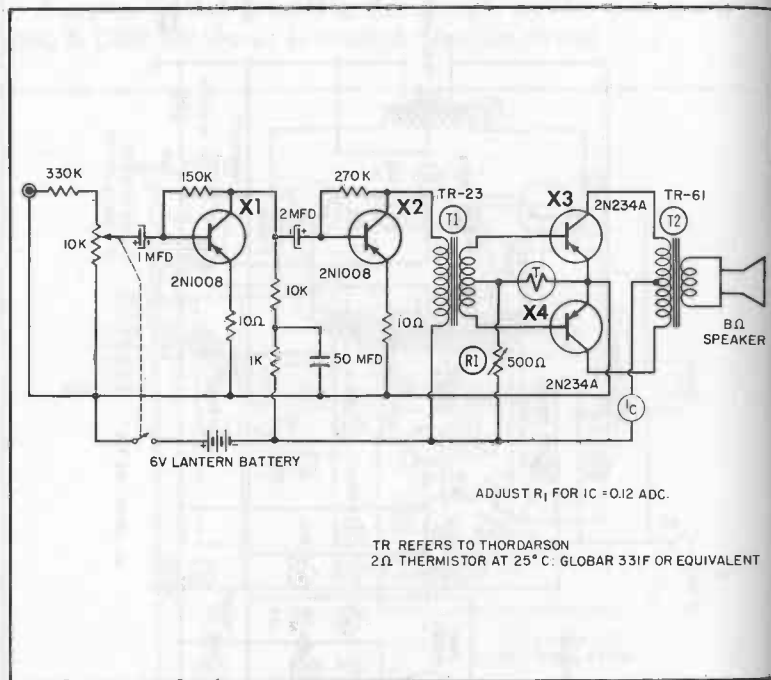 330K
10K
1MFD
150K
X1
2N1008
10Ω
10K
1K
2MFD
50 MFD
270K
X2
2N1008
10Ω
TR-23
T1
X3
2N234A
T
X4
2N234A
R1
500Ω
TR-61
T2
8Ω
SPEAKER
IC
6V LANTERN BATTERY
ADJUST R1 FOR IC = 0.12 ADC.
TR REFERS TO THORDARSON
2Ω THERMISTOR AT 25° C: GLOBAR 331F OR EQUIVALENT